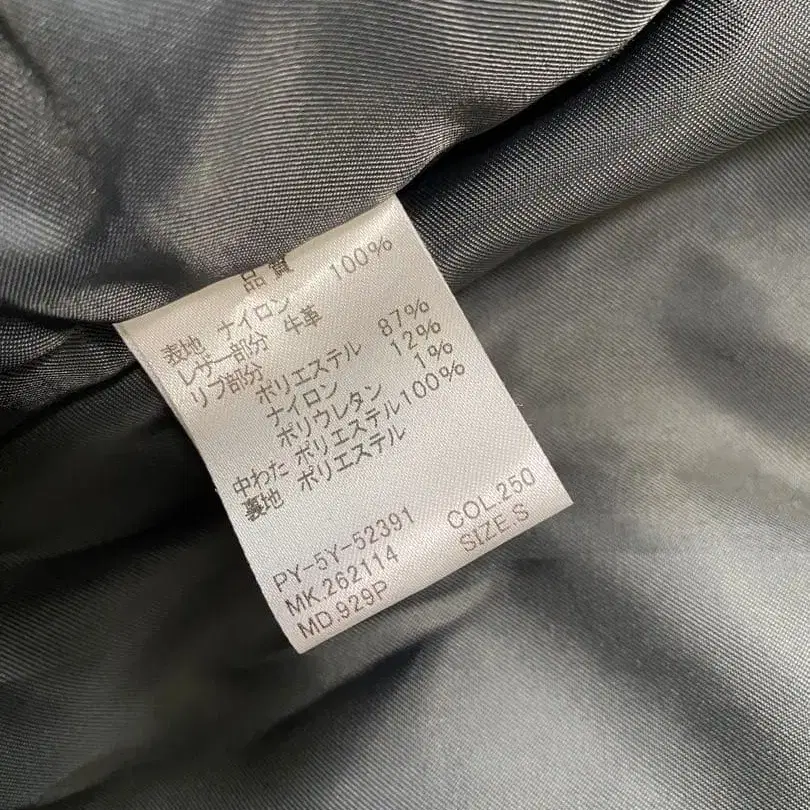 品質
表地 ナイロン 100%
レザー部分 牛革
リブ部分
ポリエステル 87%
ナイロン 12%
ポリウレタン 1%
中わた ポリエステル100%
裏地 ポリエステル
PY-5Y-52391 COL.250
MK.262114 SIZE.S
MD.929P